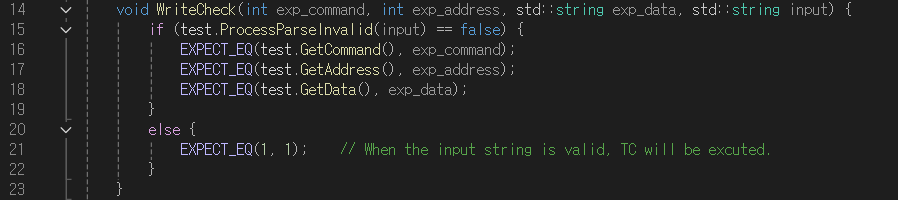 14 void WriteCheck(int exp_command, int exp_address, std::string exp_data, std::string input) {
15 if (test.ProcessParseInvalid(input) == false) {
16 EXPECT_EQ(test.GetCommand(), exp_command);
17 EXPECT_EQ(test.GetAddress(), exp_address);
18 EXPECT_EQ(test.GetData(), exp_data);
19 }
20 else {
21 EXPECT_EQ(1, 1); // When the input string is valid, TC will be excuted.
22 }
23 }